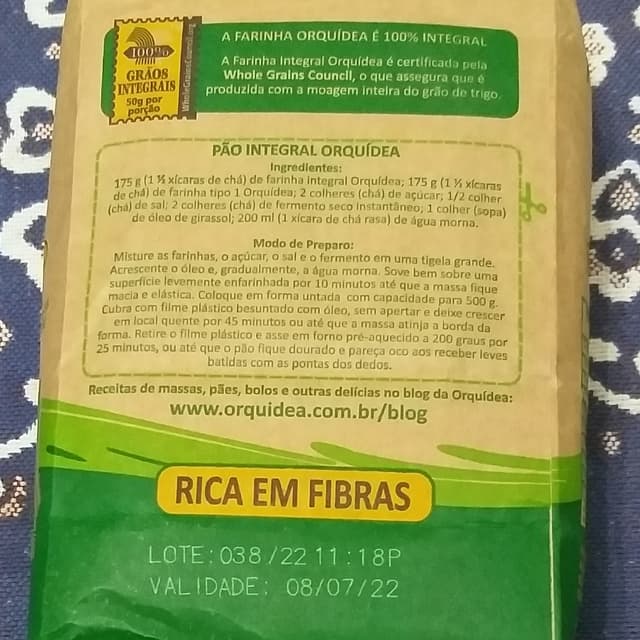 100%
GRÃOS
INTEGRAIS
50g por
porção
WholeGrainsCouncil.org
A FARINHA ORQUÍDEA É 100% INTEGRAL
A Farinha Integral Orquídea é certificada pela
Whole Grains Council, o que assegura que é
produzida com a moagem inteira do grão de trigo.
PÃO INTEGRAL ORQUÍDEA
Ingredientes:
175 g (1 ½ xícaras de chá) de farinha integral Orquídea; 175 g (1 ½ xícaras
de chá) de farinha tipo 1 Orquídea; 2 colheres (chá) de açúcar; 1/2 colher
(chá) de sal; 2 colheres (chá) de fermento seco instantâneo; 1 colher (sopa)
de óleo de girassol; 200 ml (1 xícara de chá rasa) de água morna.
Modo de Preparo:
Misture as farinhas, o açúcar, o sal e o fermento em uma tigela grande.
Acrescente o óleo e, gradualmente, a água morna. Sove bem sobre uma
superfície levemente enfarinhada por 10 minutos até que a massa fique
macia e elástica. Coloque em forma untada com capacidade para 500 g.
Cubra com filme plástico besuntado com óleo, sem apertar e deixe crescer
em local quente por 45 minutos ou até que a massa atinja a borda da
forma. Retire o filme plástico e asse em forno pré-aquecido a 200 graus por
25 minutos, ou até que o pão fique dourado e pareça oco aos receber leves
batidas com as pontas dos dedos.
Receitas de massas, pães, bolos e outras delícias no blog da Orquídea:
www.orquidea.com.br/blog
RICA EM FIBRAS
LOTE:038/22 11:18P
VALIDADE: 08/07/22